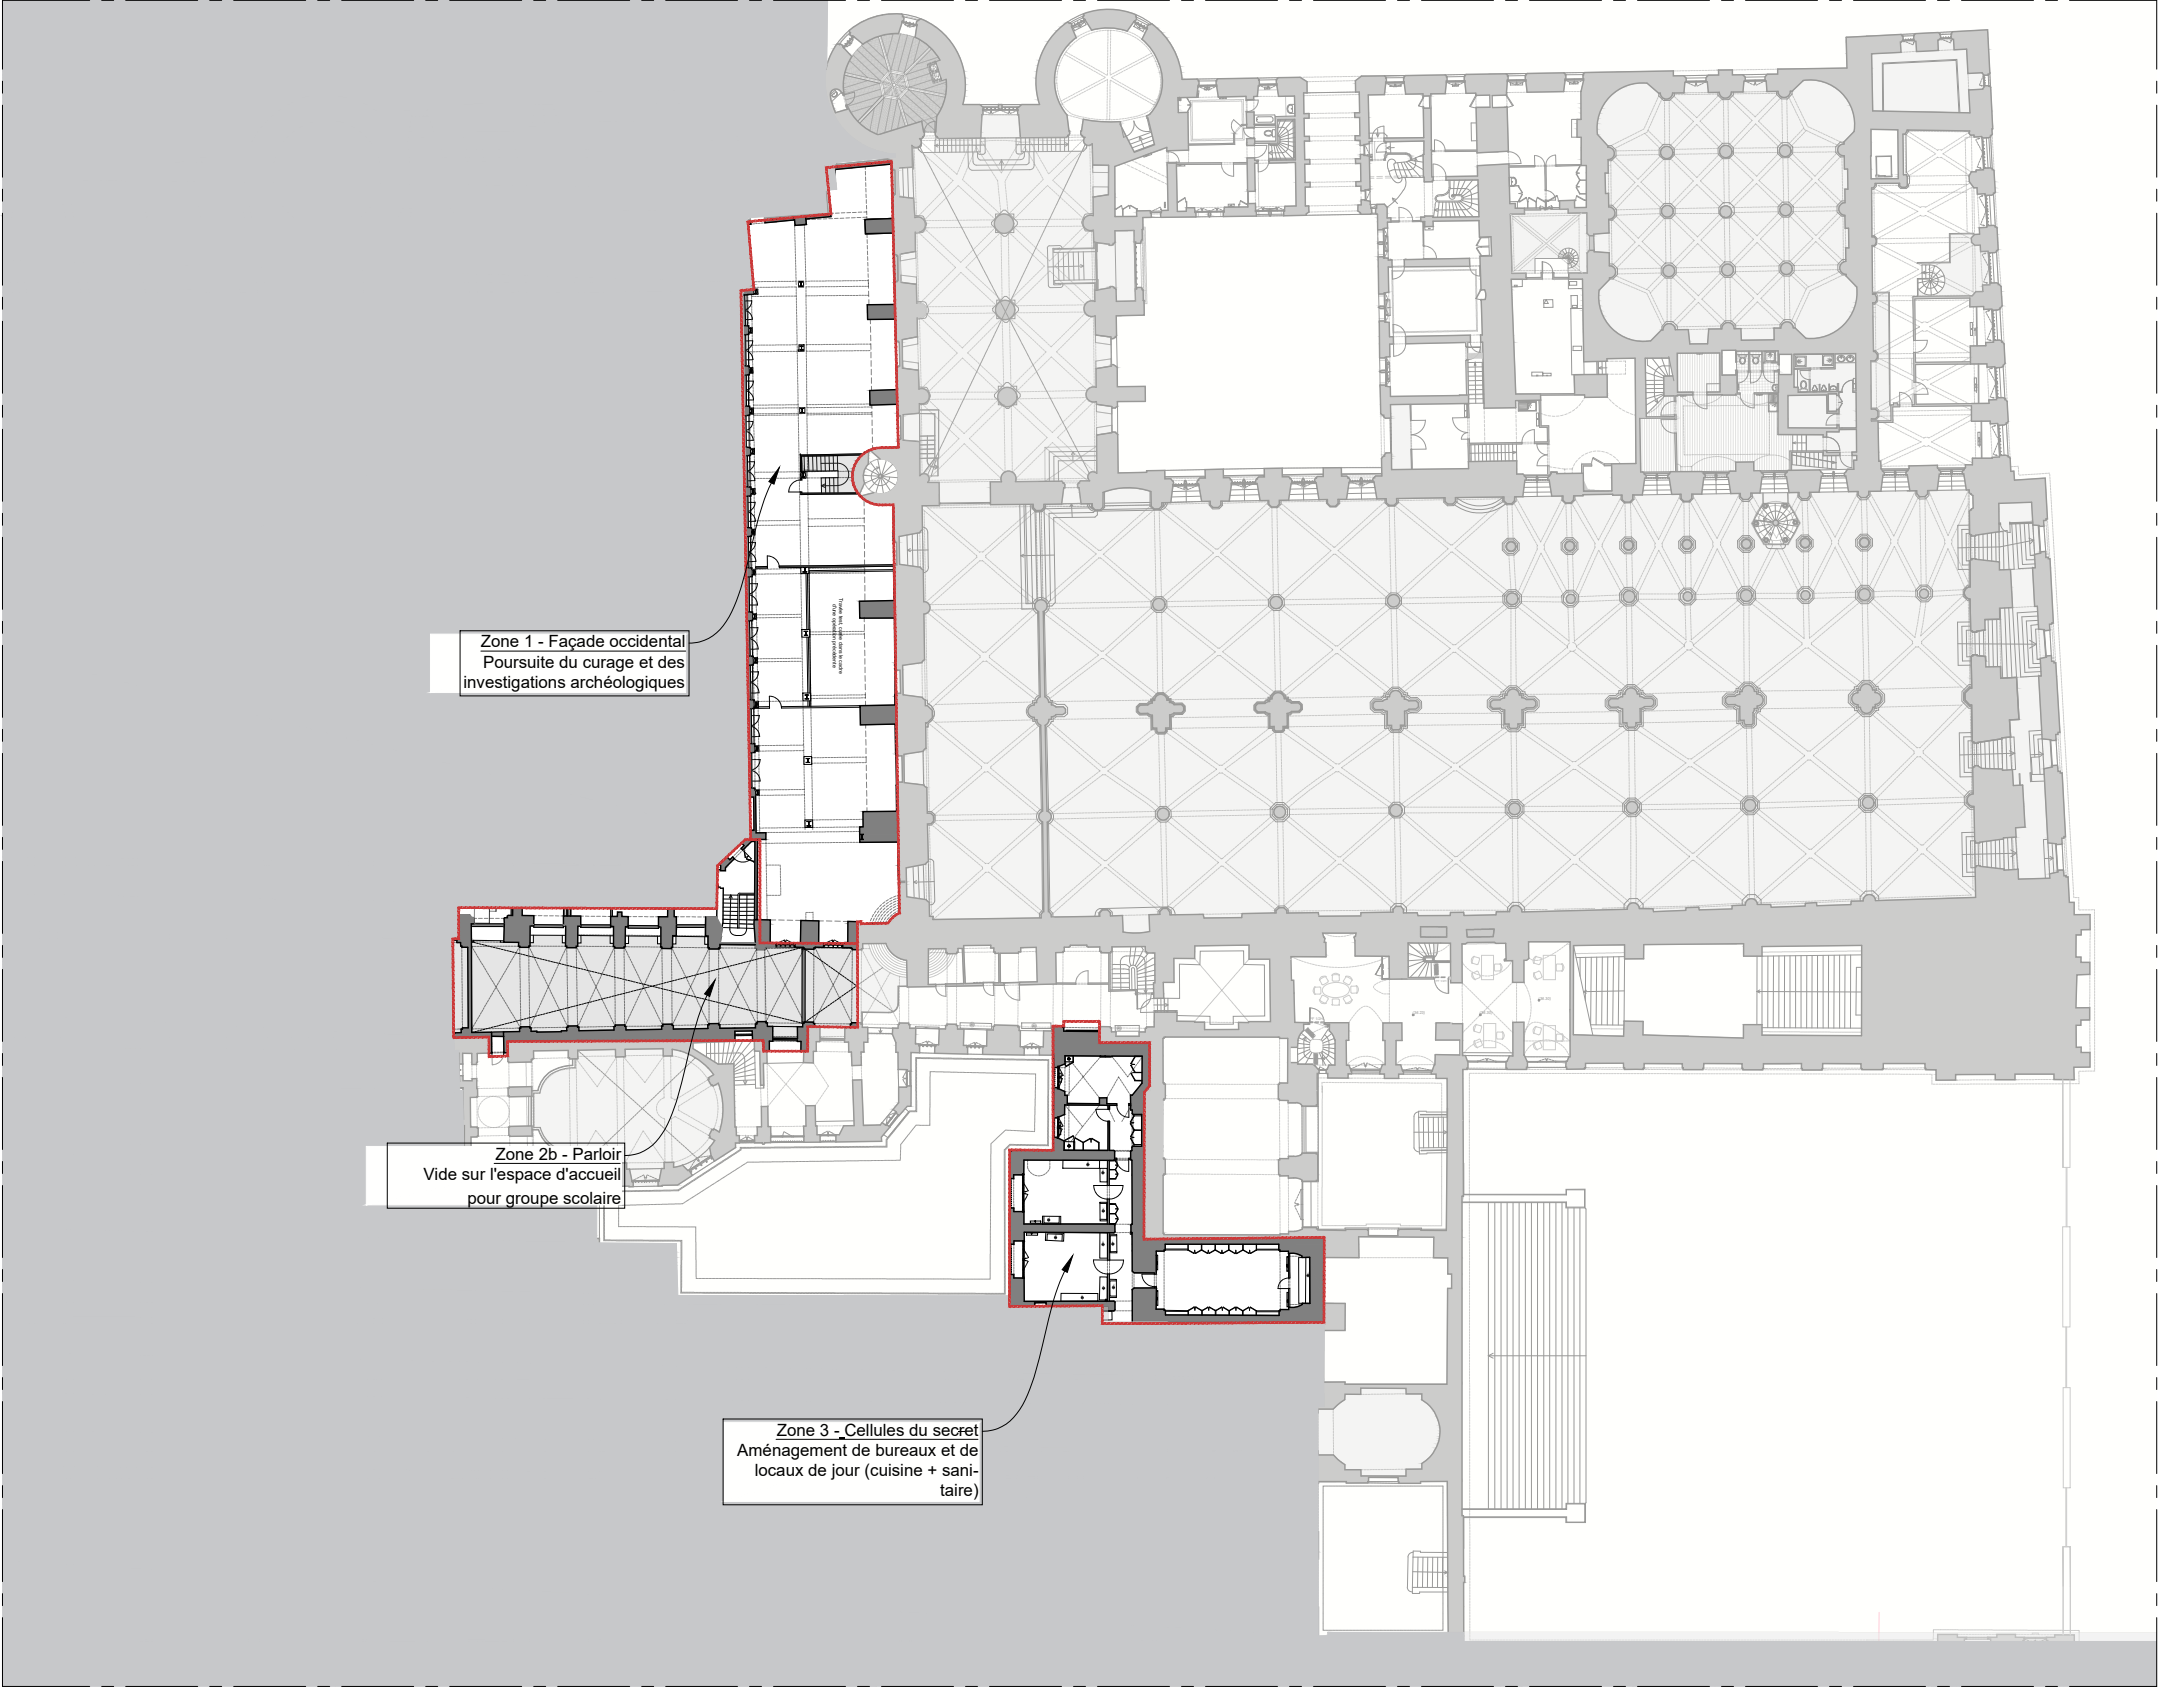 Zone 1 - Façade occidental
Poursuite du curage et des
investigations archéologiques
Zone 2b - Parloir
Vide sur l'espace d'accueil
pour groupe scolaire
Zone 3 - Cellules du secret
Aménagement de bureaux et de
locaux de jour (cuisine + sani-
taire)